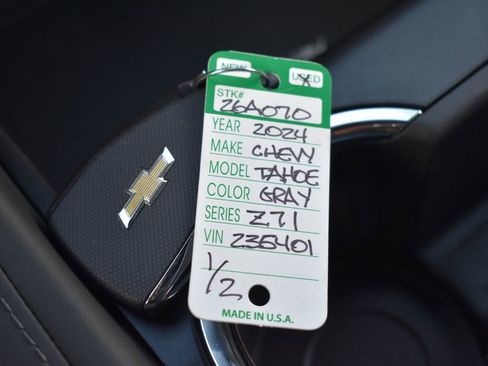 NEW USED
STK# 26A070
YEAR 2024
MAKE CHEVY
MODEL TAHOE
COLOR GRAY
SERIES Z71
VIN 235401
1/2
MADE IN U.S.A.